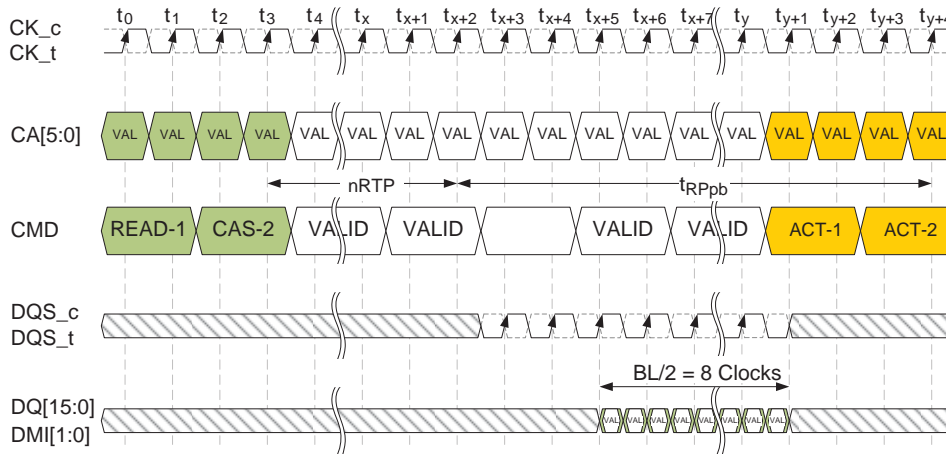 t0 t1 t2 t3 t4 tx tx+1 tx+2 tx+3 tx+4 tx+5 tx+6 tx+7 ty ty+1 ty+2 ty+3 ty+4
CK_c
CK_t
CA[5:0] VAL VAL VAL VAL VAL VAL VAL VAL VAL VAL VAL VAL VAL VAL VAL VAL VAL VAL
nRTP tRPpb
CMD READ-1 CAS-2 VALID VALID VALID VALID ACT-1 ACT-2
DQS_c
DQS_t
BL/2 = 8 Clocks
DQ[15:0] VAL VAL VAL VAL VAL VAL VAL VAL
DMI[1:0]